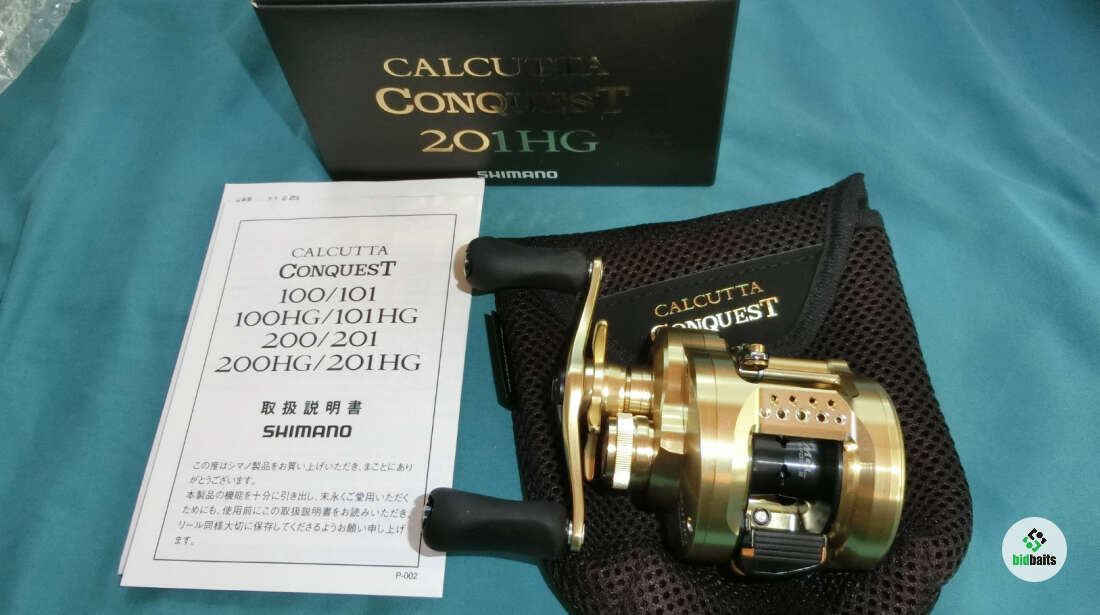 CALCUTTA
CONQUEST
201HG
SHIMANO
CALCUTTA
CONQUEST
100/101
100HG/101HG
200/201
200HG/201HG
取扱説明書
SHIMANO
この度はシマノ製品をお買い上げいただき、まことにあり
がとうございます。
本製品の機能を十分に引き出し、末永くご愛用いただく
ためにも、使用前にこの取扱説明書をお読みいただき、
リール同様大切に保存してくださるようお願い申し上げ
ます。
P-002
CALCUTTA
CONQUEST
bidbaits